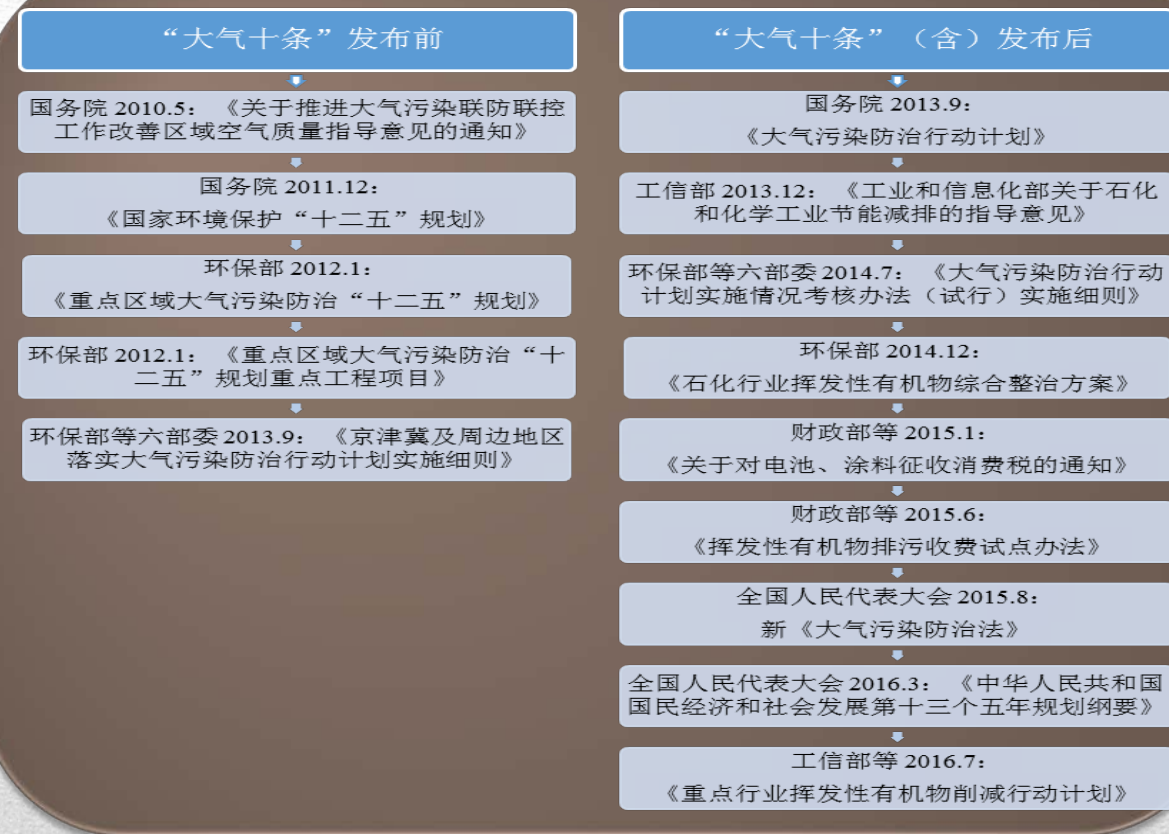 “大气十条”发布前
国务院 2010.5：《关于推进大气污染联防联控
工作改善区域空气质量指导意见的通知》
国务院 2011.12：
《国家环境保护“十二五”规划》
环保部 2012.1：
《重点区域大气污染防治“十二五”规划》
环保部 2012.1：《重点区域大气污染防治“十
二五”规划重点工程项目》
环保部等六部委 2013.9：《京津冀及周边地区
落实大气污染防治行动计划实施细则》
“大气十条”（含）发布后
国务院 2013.9：
《大气污染防治行动计划》
工信部 2013.12：《工业和信息化部关于石化
和化学工业节能减排的指导意见》
环保部等六部委 2014.7：《大气污染防治行动
计划实施情况考核办法（试行）实施细则》
环保部 2014.12：
《石化行业挥发性有机物综合整治方案》
财政部等 2015.1：
《关于对电池、涂料征收消费税的通知》
财政部等 2015.6：
《挥发性有机物排污收费试点办法》
全国人民代表大会 2015.8：
新《大气污染防治法》
全国人民代表大会 2016.3：《中华人民共和国
国民经济和社会发展第十三个五年规划纲要》
工信部等 2016.7：
《重点行业挥发性有机物削减行动计划》